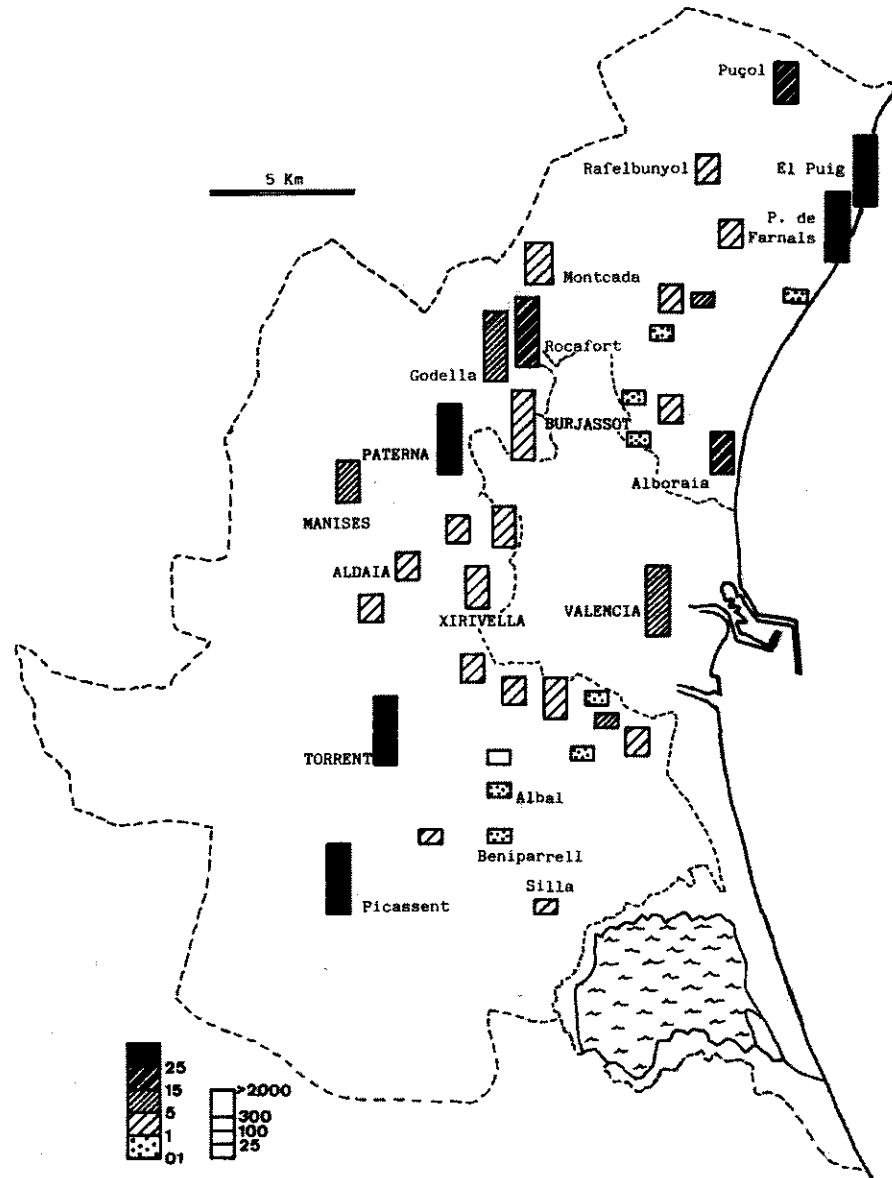 Puçol
Rafelbunyol
El Puig
5 Km
P. de
Farnals
Montcada
Rocafort
Godella
BURJASSOT
PATERNA
Alboraia
MANISES
ALDAIA
XIRIVELLA
VALENCIA
TORRENT
Albal
Beniparrell
Silla
Picassent
25
15
5
1
01
>2000
300
100
25